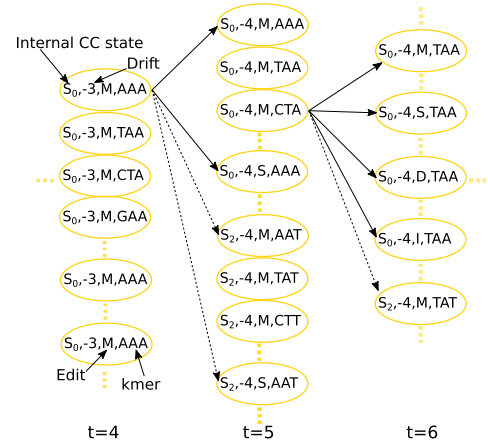 Internal CC state
Drift
S0,-3,M,AAA
S0,-3,M,TAA
S0,-3,M,CTA
S0,-3,M,GAA
S0,-3,M,AAA
S0,-3,M,AAA
Edit
kmer
t=4
S0,-4,M,AAA
S0,-4,M,TAA
S0,-4,M,CTA
S0,-4,S,AAA
S2,-4,M,AAT
S2,-4,M,TAT
S2,-4,M,CTT
S2,-4,S,AAT
t=5
S0,-4,M,TAA
S0,-4,S,TAA
S0,-4,D,TAA
S0,-4,I,TAA
S2,-4,M,TAT
t=6